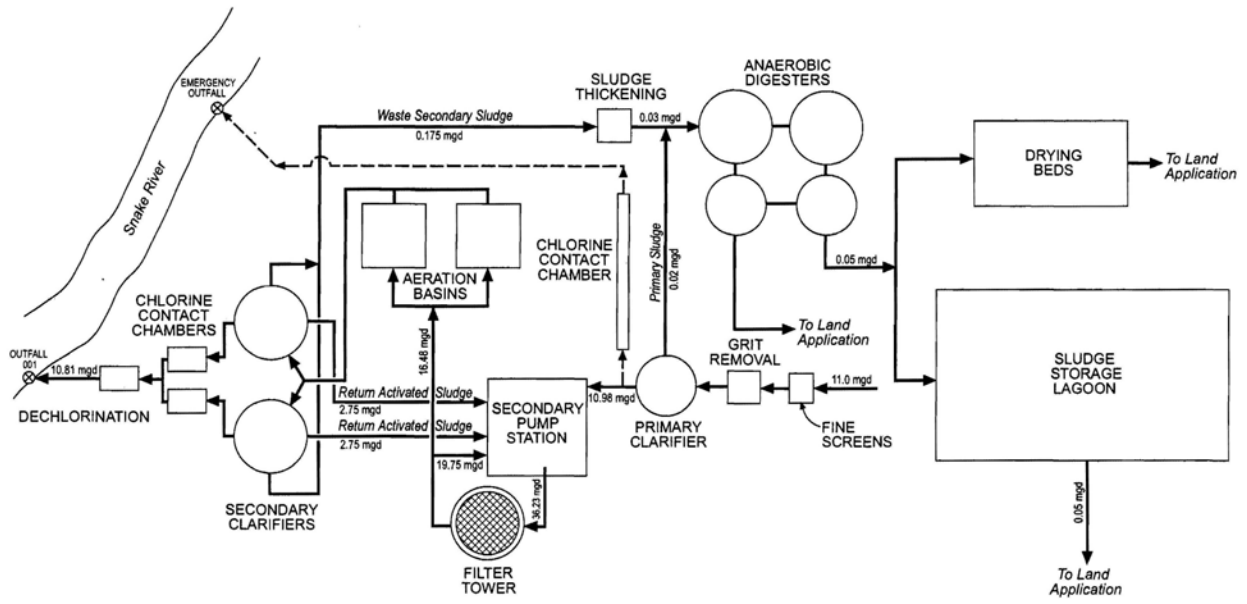 EMERGENCY
OUTFALL
Snake River
OUTFALL
001
10.81 mgd
DECHLORINATION
CHLORINE
CONTACT
CHAMBERS
SECONDARY
CLARIFIERS
Waste Secondary Sludge
0.175 mgd
SLUDGE
THICKENING
0.03 mgd
AERATION
BASINS
16.48 mgd
Return Activated Sludge
2.75 mgd
Return Activated Sludge
2.75 mgd
19.75 mgd
FILTER
TOWER
36.23 mgd
SECONDARY
PUMP
STATION
CHLORINE
CONTACT
CHAMBER
Primary Sludge
0.02 mgd
10.98 mgd
PRIMARY
CLARIFIER
GRIT
REMOVAL
11.0 mgd
FINE
SCREENS
ANAEROBIC
DIGESTERS
To Land
Application
0.05 mgd
DRYING
BEDS
To Land
Application
SLUDGE
STORAGE
LAGOON
0.05 mgd
To Land
Application